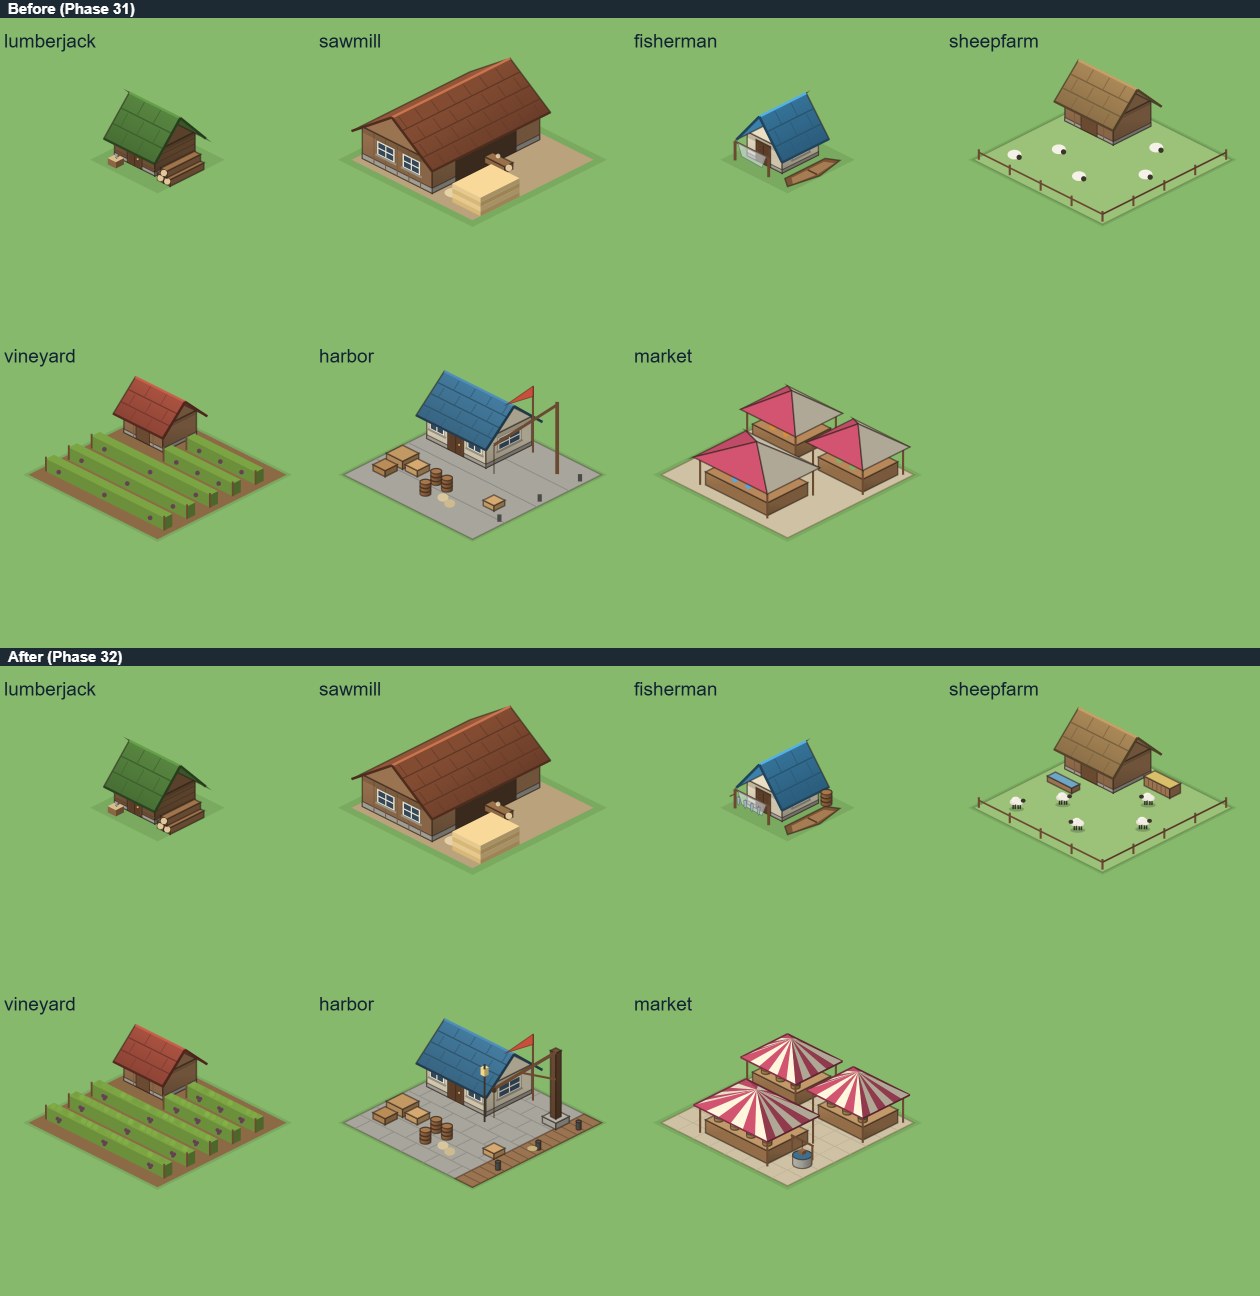 Before (Phase 31)
lumberjack
sawmill
fisherman
sheepfarm
vineyard
harbor
market
After (Phase 32)
lumberjack
sawmill
fisherman
sheepfarm
vineyard
harbor
market